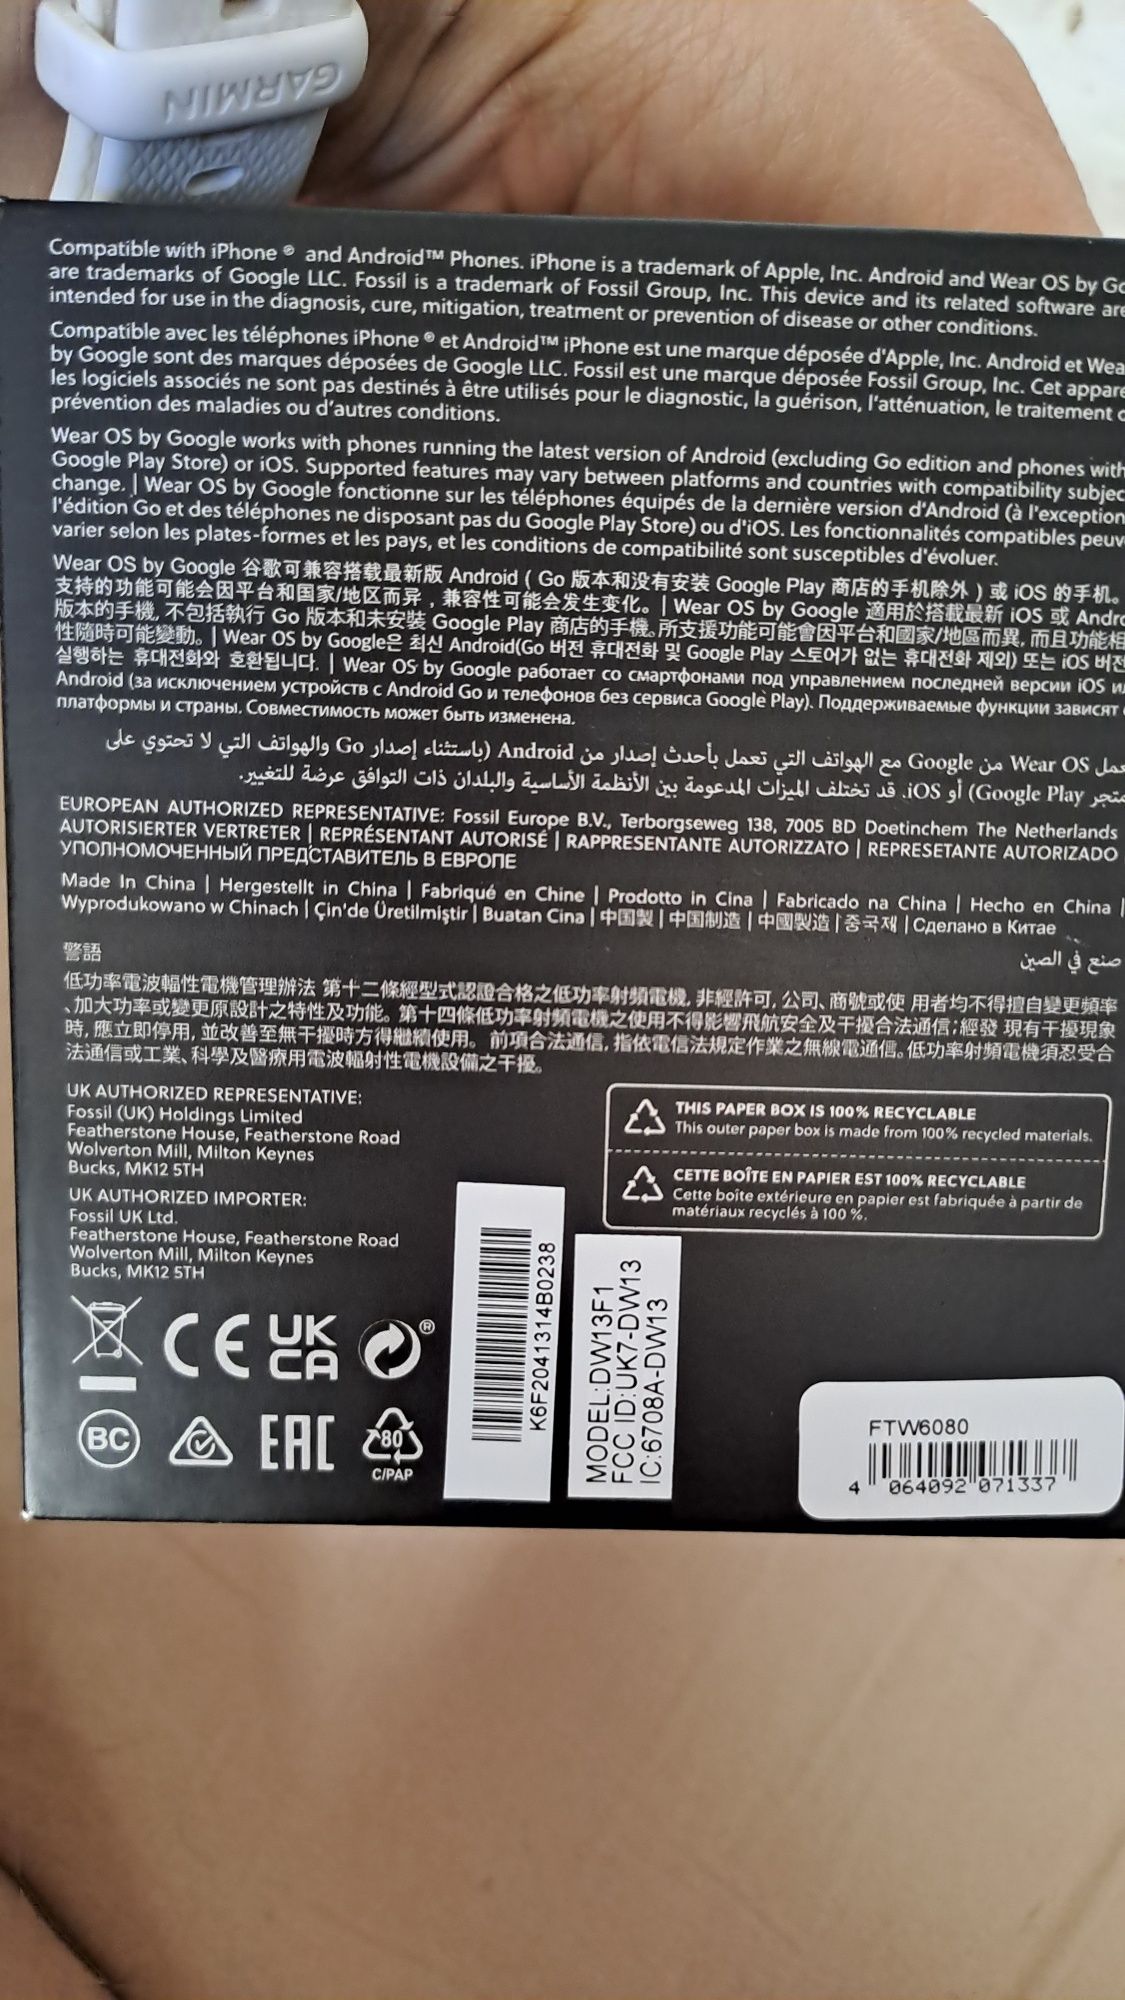 GARMIN
Compatible with iPhone ® and Android™ Phones. iPhone is a trademark of Apple, Inc. Android and Wear OS by Go
are trademarks of Google LLC. Fossil is a trademark of Fossil Group, Inc. This device and its related software are
intended for use in the diagnosis, cure, mitigation, treatment or prevention of disease or other conditions.
Compatible avec les téléphones iPhone ® et Android™ iPhone est une marque déposée d'Apple, Inc. Android et Wea
by Google sont des marques déposées de Google LLC. Fossil est une marque déposée Fossil Group, Inc. Cet appare
les logiciels associés ne sont pas destinés à être utilisés pour le diagnostic, la guérison, l'atténuation, le traitement o
prévention des maladies ou d'autres conditions.
Wear OS by Google works with phones running the latest version of Android (excluding Go edition and phones with
Google Play Store) or iOS. Supported features may vary between platforms and countries with compatibility subjec
change. | Wear OS by Google fonctionne sur les téléphones équipés de la dernière version d'Android (à l'exception
l'édition Go et des téléphones ne disposant pas du Google Play Store) ou d'iOS. Les fonctionnalités compatibles peuv
varier selon les plates-formes et les pays, et les conditions de compatibilité sont susceptibles d'évoluer.
Wear OS by Google 谷歌可兼容搭载最新版 Android ( Go 版本和没有安装 Google Play 商店的手机除外 ) 或 iOS 的手机。
支持的功能可能会因平台和国家/地区而异，兼容性可能会发生变化。 | Wear OS by Google 適用於搭載最新 iOS 或 Andro
版本的手機, 不包括執行 Go 版本和未安裝 Google Play 商店的手機。所支援功能可能會因平台和國家/地區而異, 而且功能相
性隨時可能變動。 | Wear OS by Google은 최신 Android(Go 버전 휴대전화 및 Google Play 스토어가 없는 휴대전화 제외) 또는 iOS 버전
실행하는 휴대전화와 호환됩니다. | Wear OS by Google работает со смартфонами под управлением последней версии iOS и
Android (за исключением устройств с Android Go и телефонов без сервиса Google Play). Поддерживаемые функции зависят
платформы и страны. Совместимость может быть изменена.
عمل Wear OS من Google مع الهواتف التي تعمل بأحدث إصدار من Android (باستثناء إصدار Go والهواتف التي لا تحتوي على
متجر Google Play) أو iOS. قد تختلف الميزات المدعومة بين الأنظمة الأساسية والبلدان ذات التوافق عرضة للتغيير.
EUROPEAN AUTHORIZED REPRESENTATIVE: Fossil Europe B.V., Terborgseweg 138, 7005 BD Doetinchem The Netherlands
AUTORISIERTER VERTRETER | REPRÉSENTANT AUTORISÉ | RAPPRESENTANTE AUTORIZZATO | REPRESETANTE AUTORIZADO
УПОЛНОМОЧЕННЫЙ ПРЕДСТАВИТЕЛЬ В ЕВРОПЕ
Made In China | Hergestellt in China | Fabriqué en Chine | Prodotto in Cina | Fabricado na China | Hecho en China |
Wyprodukowano w Chinach | Çin'de Üretilmiştir | Buatan Cina | 中国製 | 中国制造 | 中國製造 | 중국제 | Сделано в Китае
صنع في الصين
警語
低功率電波輻性電機管理辦法 第十二條經型式認證合格之低功率射頻電機, 非經許可, 公司、商號或使 用者均不得擅自變更頻率
、加大功率或變更原設計之特性及功能。第十四條低功率射頻電機之使用不得影響飛航安全及干擾合法通信;經發 現有干擾現象
時, 應立即停用, 並改善至無干擾時方得繼續使用。 前項合法通信, 指依電信法規定作業之無線電通信。低功率射頻電機須忍受合
法通信或工業、科學及醫療用電波輻射性電機設備之干擾。
UK AUTHORIZED REPRESENTATIVE:
Fossil (UK) Holdings Limited
Featherstone House, Featherstone Road
Wolverton Mill, Milton Keynes
Bucks, MK12 5TH
UK AUTHORIZED IMPORTER:
Fossil UK Ltd.
Featherstone House, Featherstone Road
Wolverton Mill, Milton Keynes
Bucks, MK12 5TH
THIS PAPER BOX IS 100% RECYCLABLE
This outer paper box is made from 100% recycled materials.
CETTE BOÎTE EN PAPIER EST 100% RECYCLABLE
Cette boîte extérieure en papier est fabriquée à partir de
matériaux recyclés à 100 %.
CE UK CA ®
BC EAC 80
C/PAP
K6F2041314B0238
MODEL:DW13F1
FCC ID:UK7-DW13
IC:6708A-DW13
FTW6080
4 064092 071337